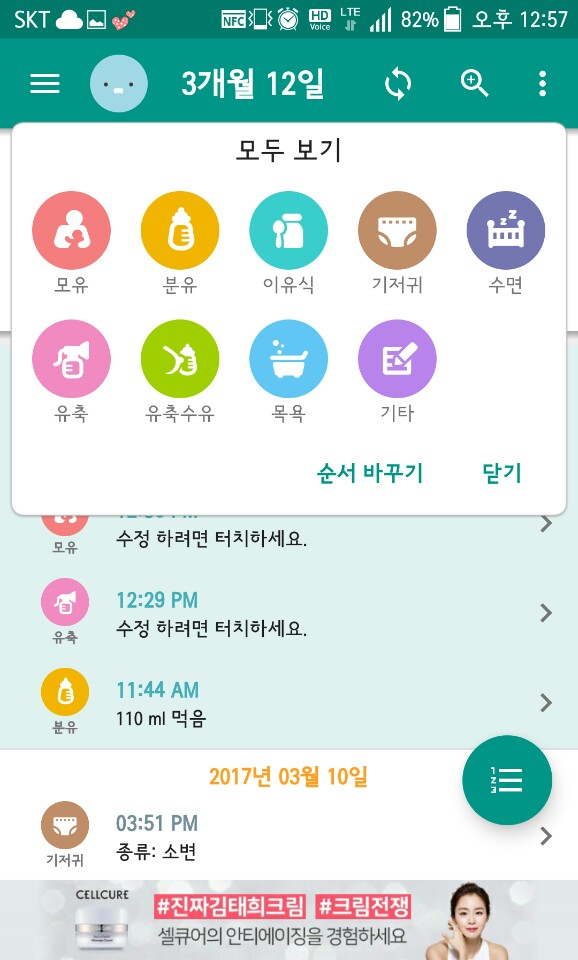 SKT NFC HD Voice LTE 82% 오후 12:57
3개월 12일
모두 보기
모유 분유 이유식 기저귀 수면
유축 유축수유 목욕 기타
순서 바꾸기 닫기
모유 수정 하려면 터치하세요.
12:29 PM
유축 수정 하려면 터치하세요.
11:44 AM
분유 110 ml 먹음
2017년 03월 10일
03:51 PM
기저귀 종류: 소변
CELLCURE #진짜김태희크림 #크림전쟁
셀큐어의 안티에이징을 경험하세요